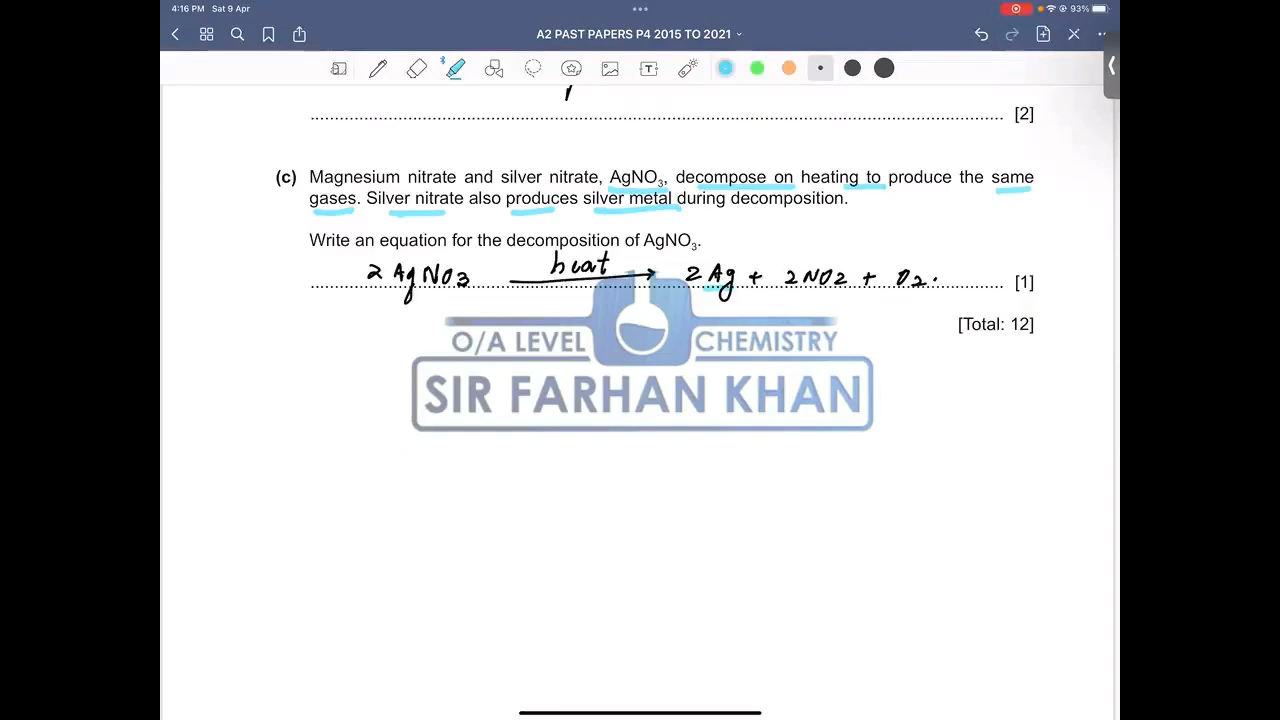 4:16 PM Sat 9 Apr
93%
A2 PAST PAPERS P4 2015 TO 2021
[2]
(c) Magnesium nitrate and silver nitrate, AgNO₃, decompose on heating to produce the same
gases. Silver nitrate also produces silver metal during decomposition.
Write an equation for the decomposition of AgNO₃.
heat
2 AgNO3 → 2 Ag + 2NO2 + O2.
[1]
[Total: 12]
O/A LEVEL CHEMISTRY
SIR FARHAN KHAN